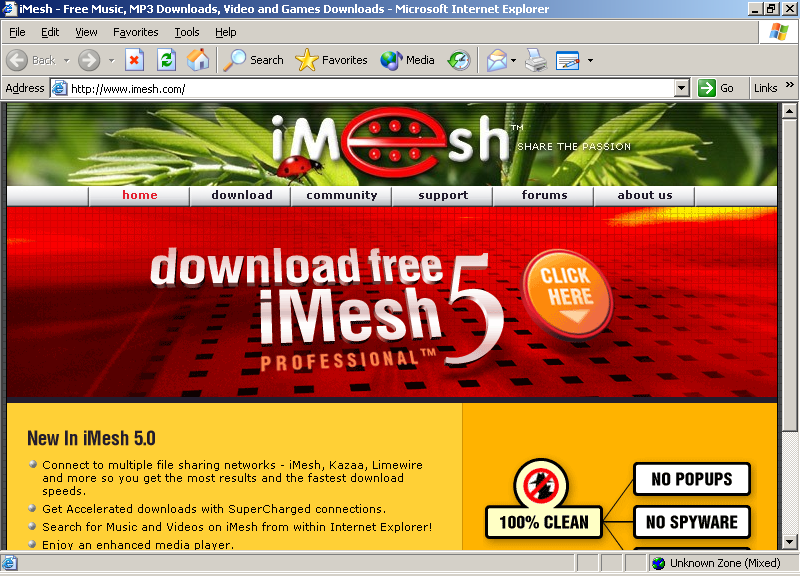 iMesh - Free Music, MP3 Downloads, Video and Games Downloads - Microsoft Internet Explorer
File Edit View Favorites Tools Help
Back Search Favorites Media
Address http://www.imesh.com/ Go Links »
iMesh™ SHARE THE PASSION
home download community support forums about us
download free
iMesh 5
PROFESSIONAL™
CLICK
HERE
New In iMesh 5.0
Connect to multiple file sharing networks - iMesh, Kazaa, Limewire
and more so you get the most results and the fastest download
speeds.
Get Accelerated downloads with SuperCharged connections.
Search for Music and Videos on iMesh from within Internet Explorer!
Enjoy an enhanced media player.
100% CLEAN
NO POPUPS
NO SPYWARE
Unknown Zone (Mixed)